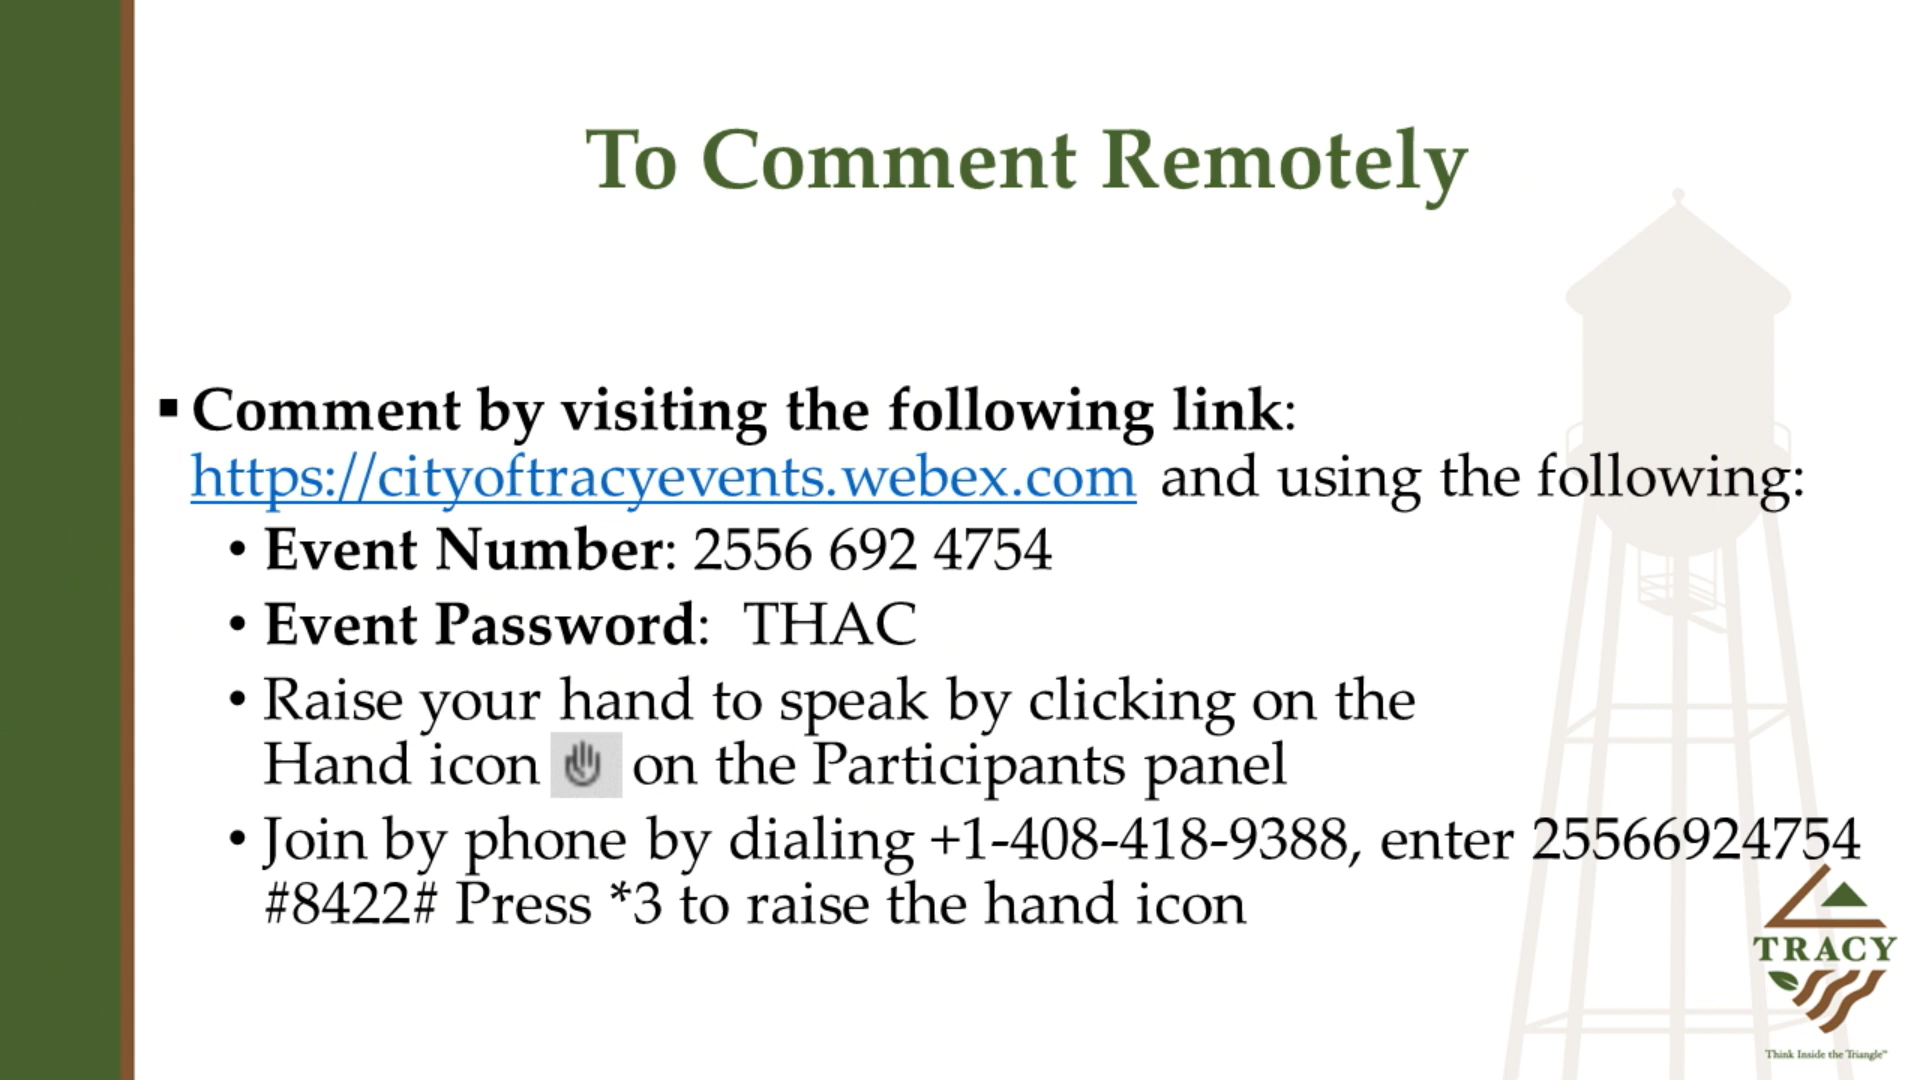 To Comment Remotely
▪ Comment by visiting the following link:
https://cityoftracyevents.webex.com and using the following:
• Event Number: 2556 692 4754
• Event Password: THAC
• Raise your hand to speak by clicking on the
Hand icon on the Participants panel
• Join by phone by dialing +1-408-418-9388, enter 25566924754
#8422# Press *3 to raise the hand icon
TRACY
Think Inside the Triangle™